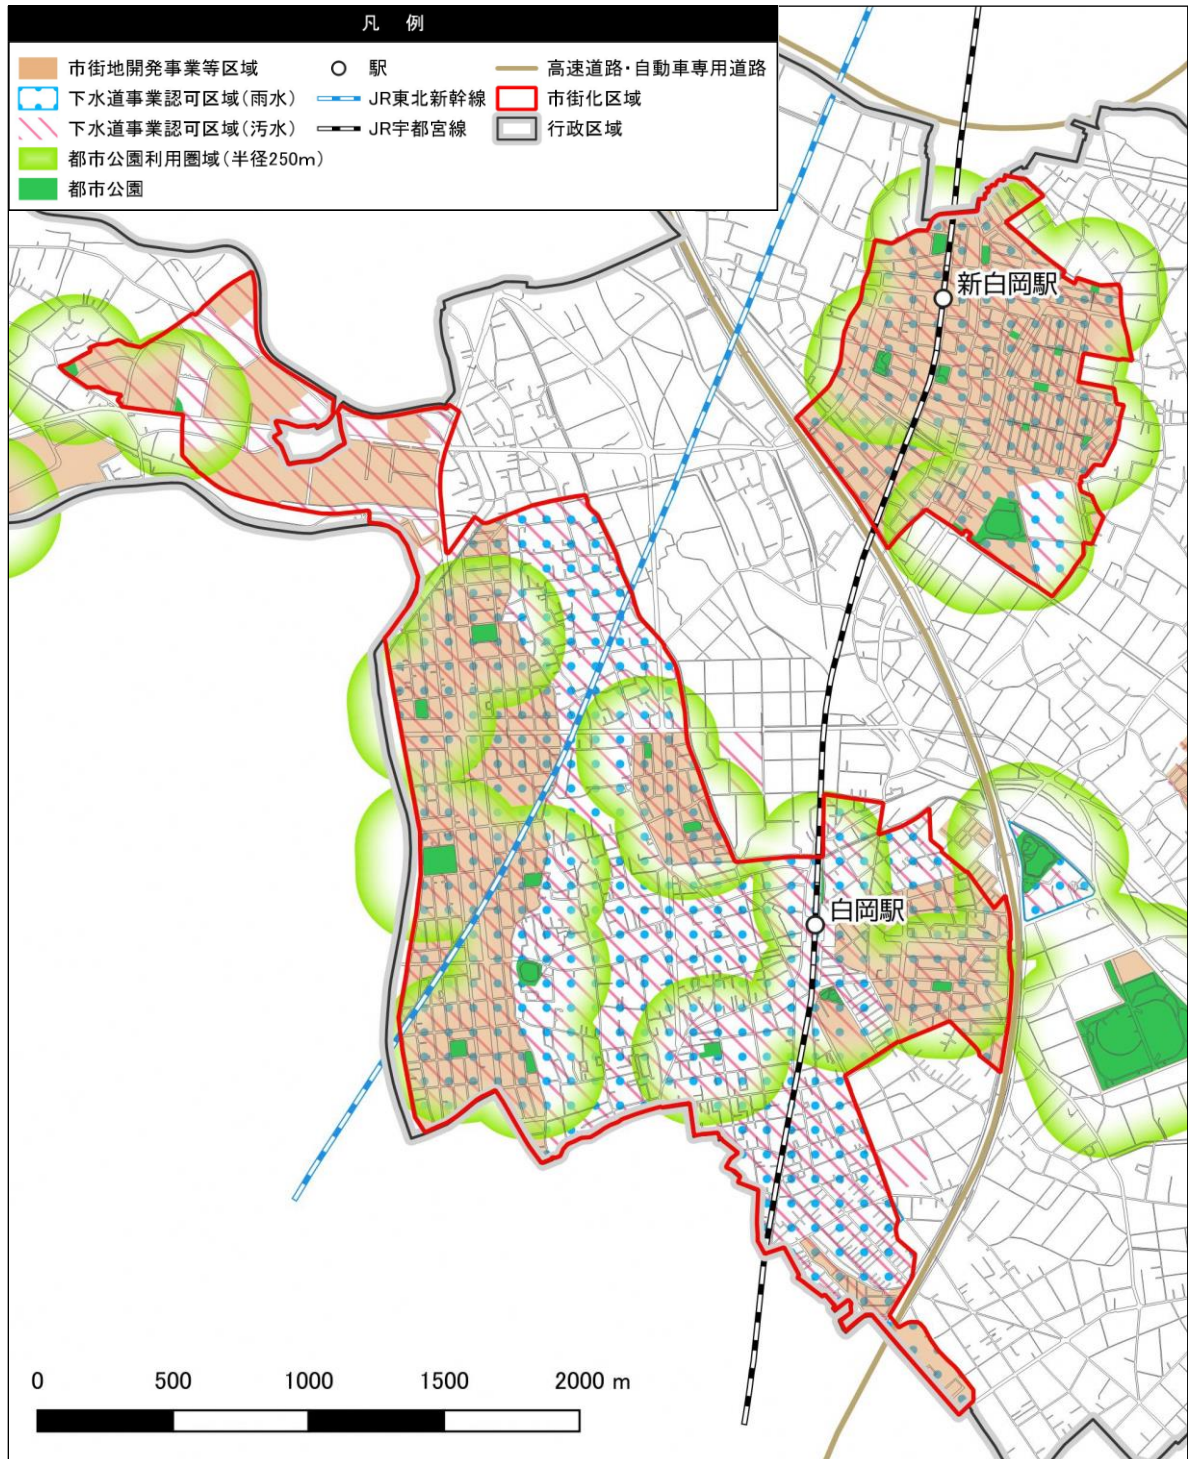 凡 例
市街地開発事業等区域
下水道事業認可区域(雨水)
下水道事業認可区域(汚水)
都市公園利用圏域(半径250m)
都市公園
駅
JR東北新幹線
JR宇都宮線
高速道路・自動車専用道路
市街化区域
行政区域
新白岡駅
白岡駅
0 500 1000 1500 2000 m